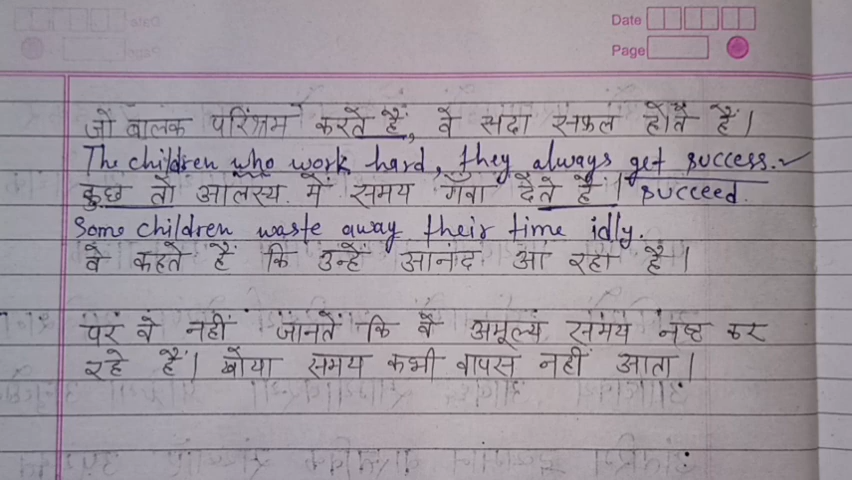 Date
Page
जो बालक परिश्रम करते हैं, वे सदा सफल होते हैं।
The children who work hard, they always get success.
कुछ तो आलस्य में समय गँवा देते हैं। succeed.
Some children waste away their time idly.
वे कहते हैं कि उन्हें आनंद आ रहा है।
पर वे नहीं जानते कि वे अमूल्य समय नष्ट कर
रहे हैं। खोया समय कभी वापस नहीं आता।